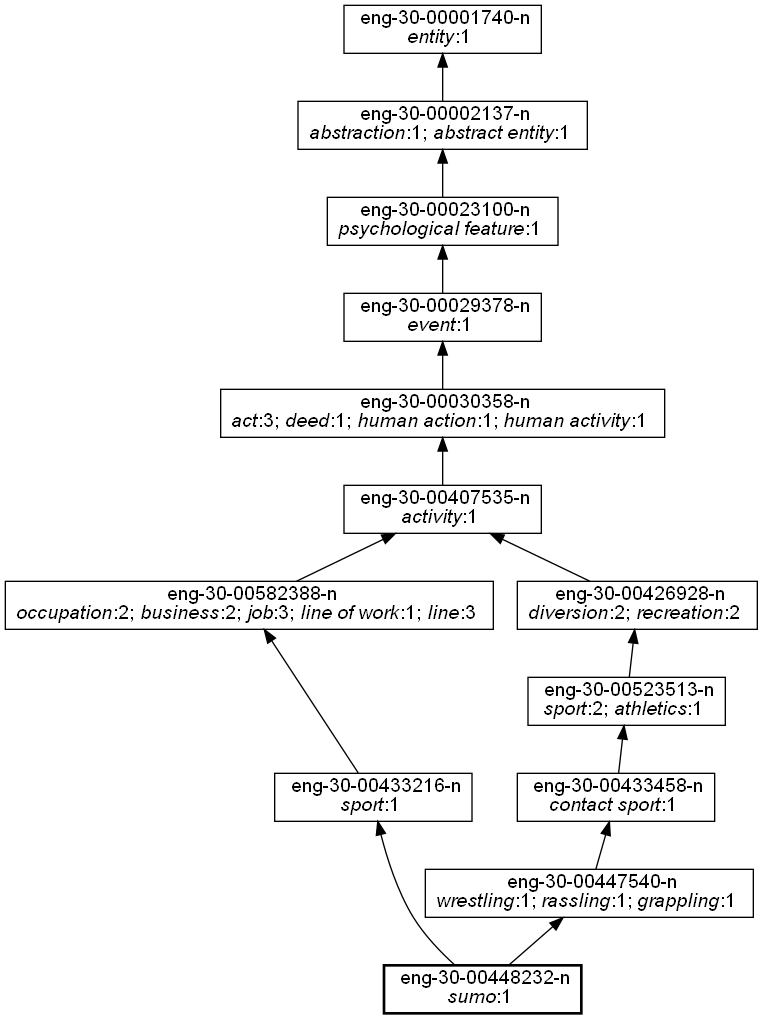 eng-30-00001740-n
entity:1
eng-30-00002137-n
abstraction:1; abstract entity:1
eng-30-00023100-n
psychological feature:1
eng-30-00029378-n
event:1
eng-30-00030358-n
act:3; deed:1; human action:1; human activity:1
eng-30-00407535-n
activity:1
eng-30-00582388-n
occupation:2; business:2; job:3; line of work:1; line:3
eng-30-00426928-n
diversion:2; recreation:2
eng-30-00523513-n
sport:2; athletics:1
eng-30-00433216-n
sport:1
eng-30-00433458-n
contact sport:1
eng-30-00447540-n
wrestling:1; rassling:1; grappling:1
eng-30-00448232-n
sumo:1